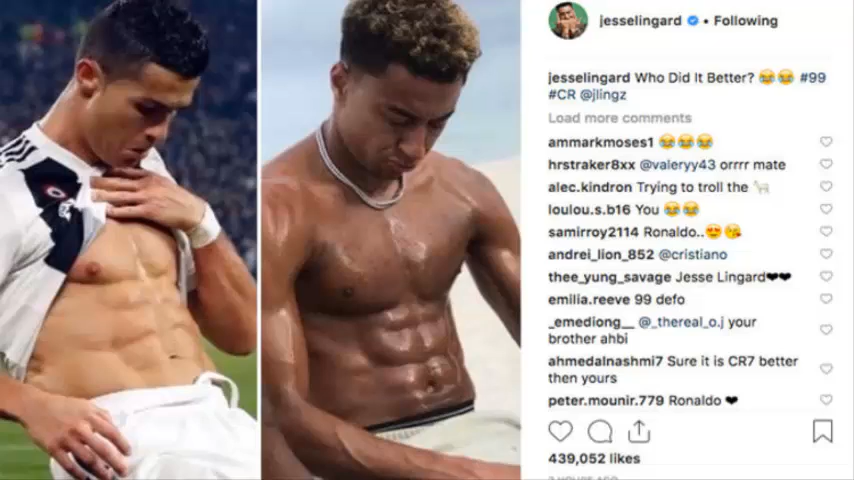 jesselingard • Following
jesselingard Who Did It Better? 😂😂 #99
#CR @jlingz
Load more comments
ammarkmoses1 😂😂😂
hrstraker8xx @valeryy43 orrrr mate
alec.kindron Trying to troll the 🐐
loulou.s.b16 You 😂😂
samirroy2114 Ronaldo..😍😘
andrei_lion_852 @cristiano
thee_yung_savage Jesse Lingard❤❤
emilia.reeve 99 defo
_emediong__ @_thereal_o.j your
brother ahbi
ahmedalnashmi7 Sure it is CR7 better
then yours
peter.mounir.779 Ronaldo ❤
439,052 likes